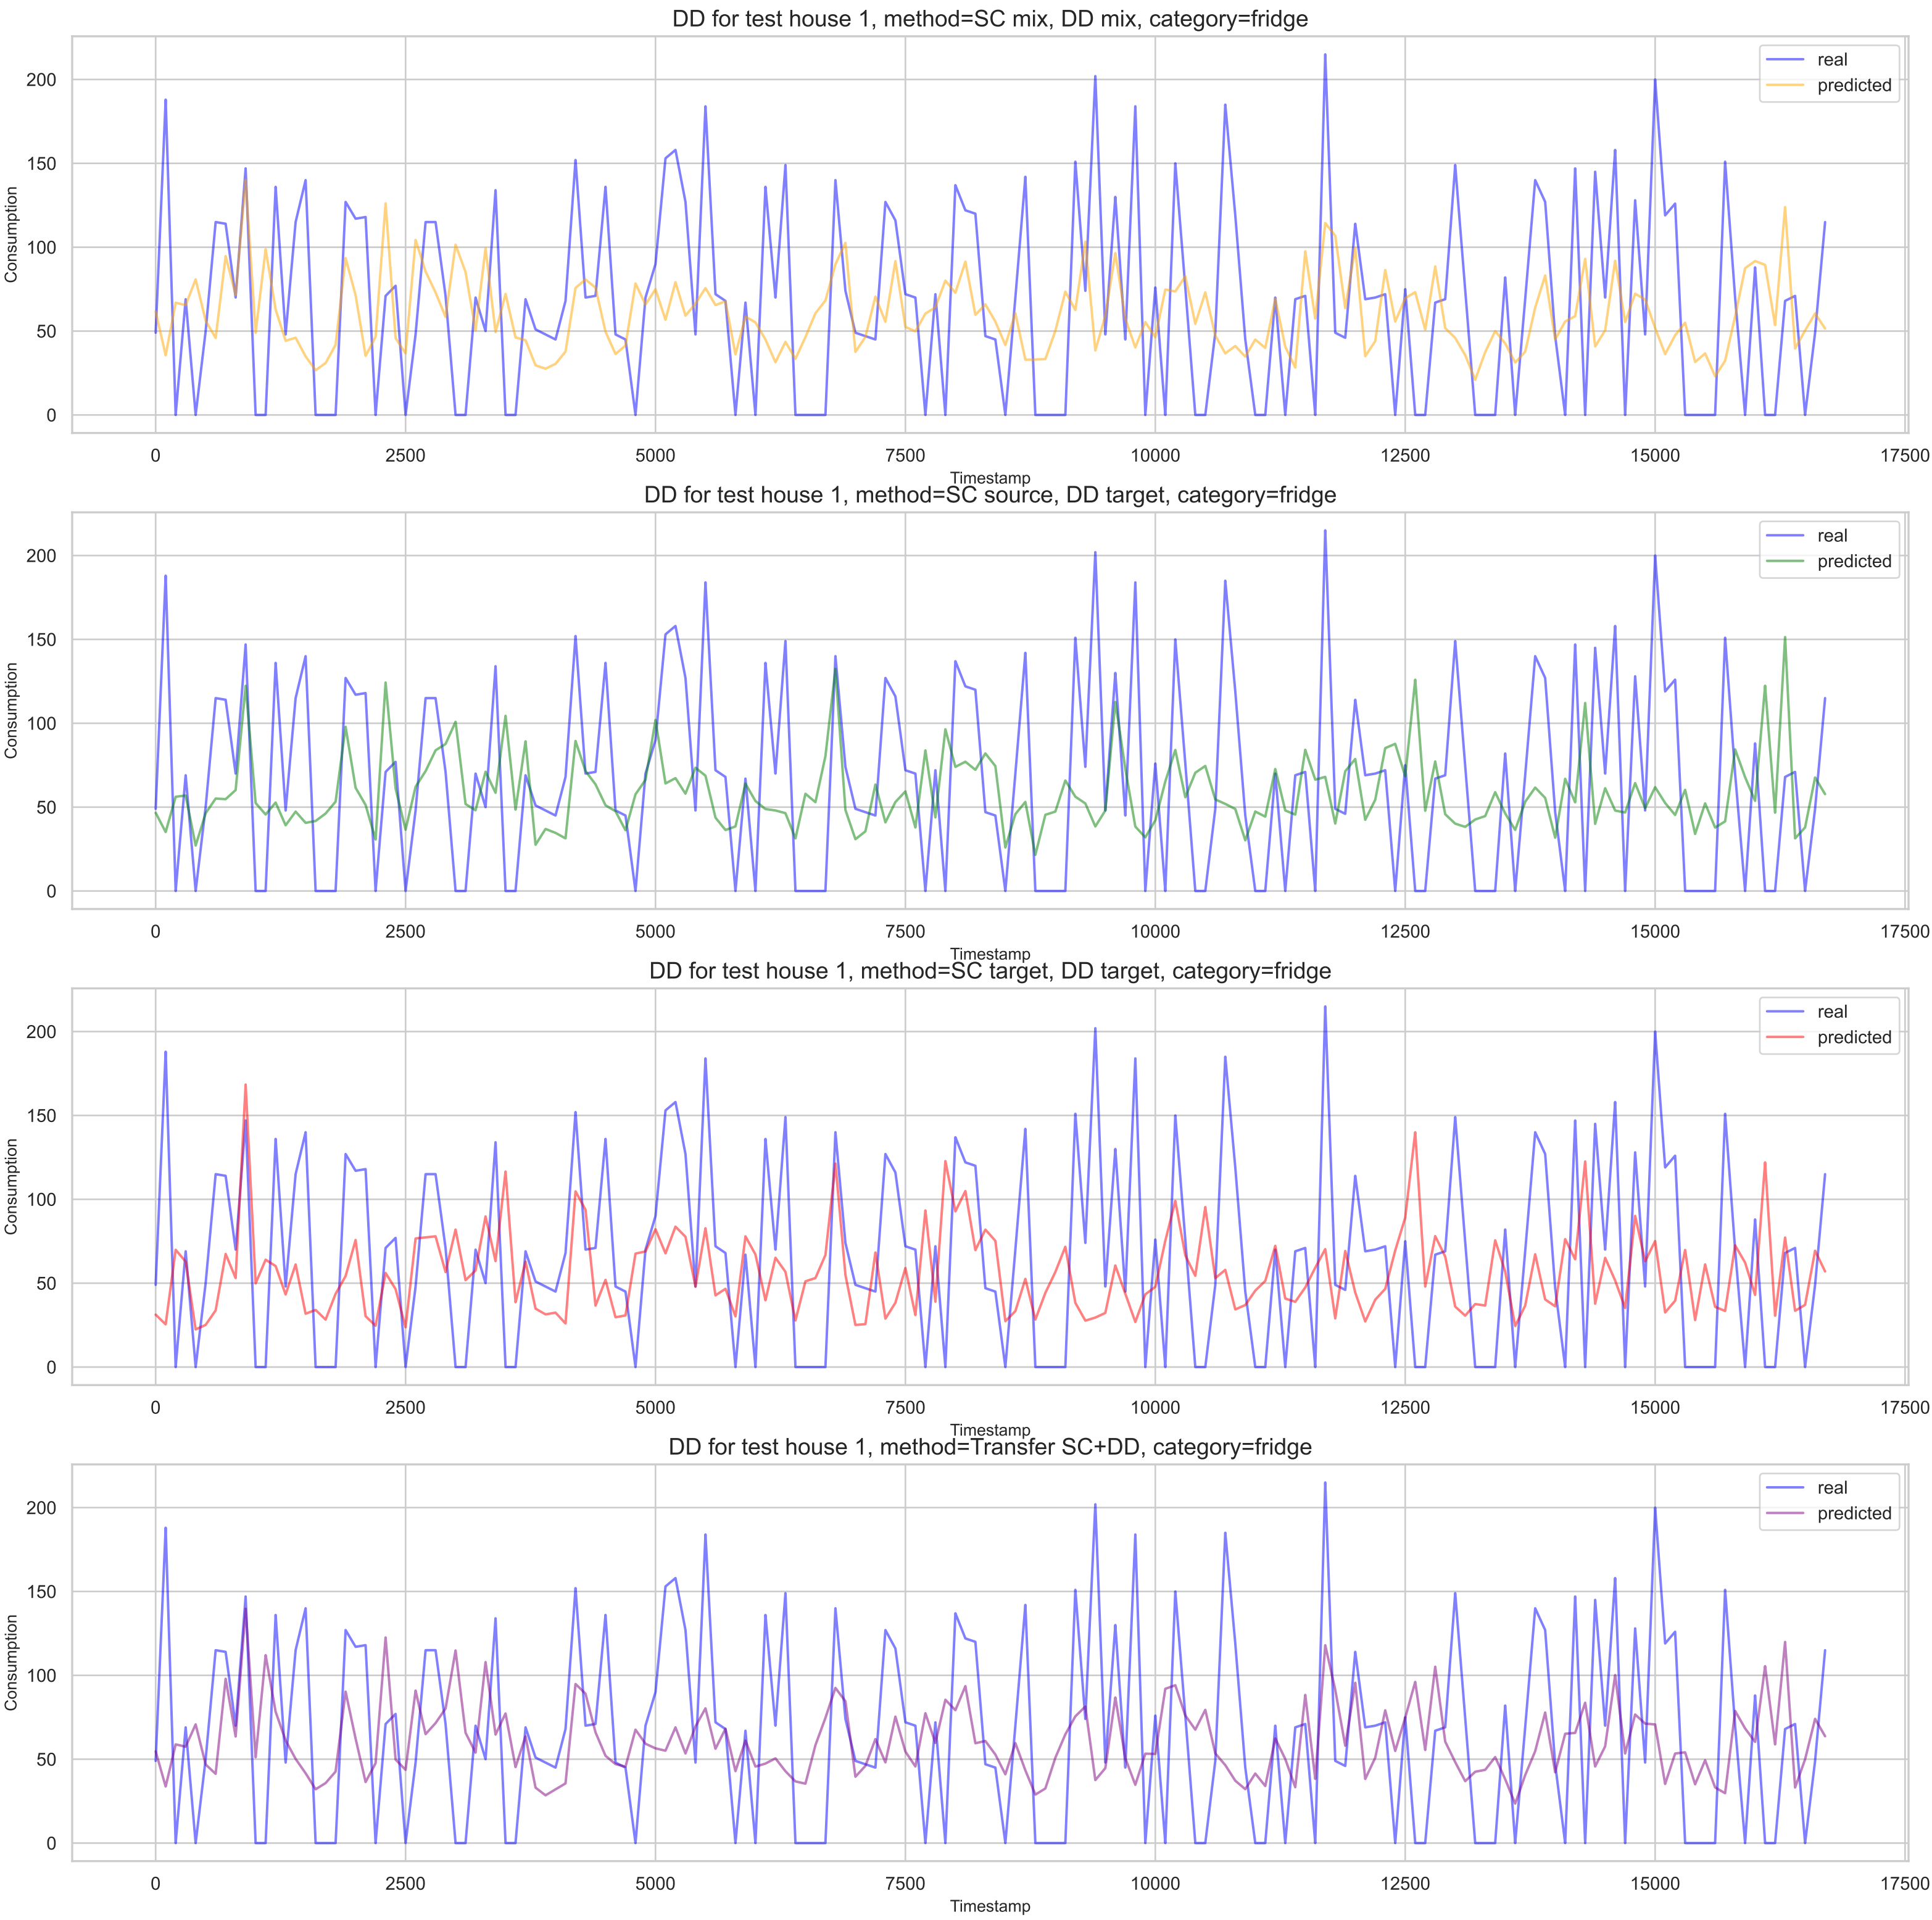 DD for test house 1, method=SC mix, DD mix, category=fridge
real
predicted
200
150
100
50
0
Consumption
0 2500 5000 7500 10000 12500 15000 17500
Timestamp
DD for test house 1, method=SC source, DD target, category=fridge
real
predicted
200
150
100
50
0
Consumption
0 2500 5000 7500 10000 12500 15000 17500
Timestamp
DD for test house 1, method=SC target, DD target, category=fridge
real
predicted
200
150
100
50
0
Consumption
0 2500 5000 7500 10000 12500 15000 17500
Timestamp
DD for test house 1, method=Transfer SC+DD, category=fridge
real
predicted
200
150
100
50
0
Consumption
0 2500 5000 7500 10000 12500 15000 17500
Timestamp